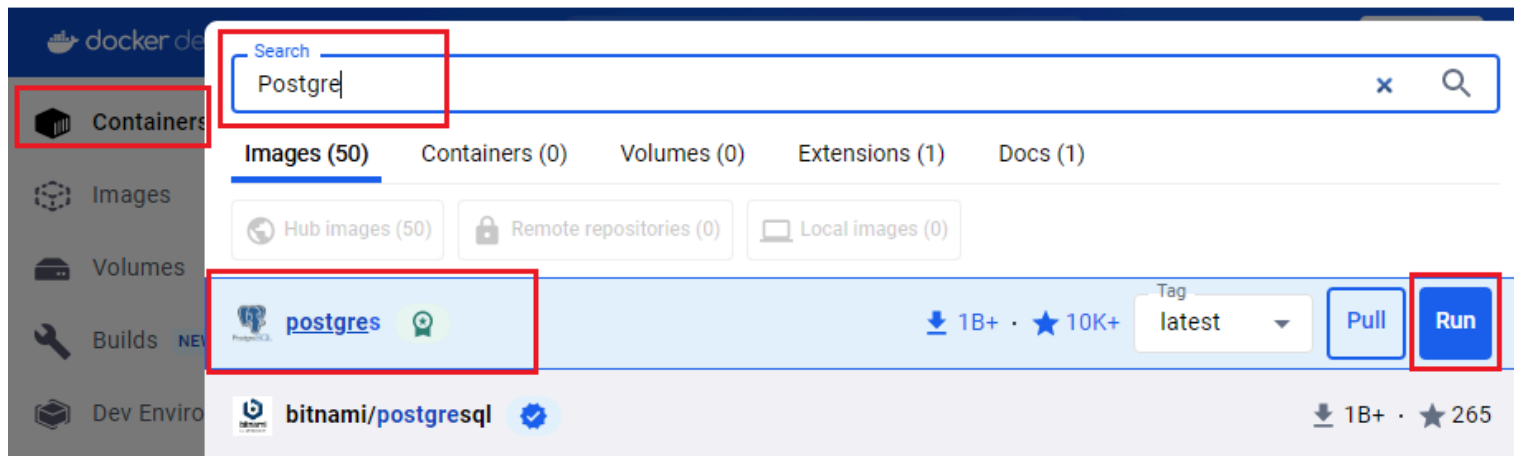 docker de
Search
Postgre
Containers
Images (50) Containers (0) Volumes (0) Extensions (1) Docs (1)
Images
Hub images (50) Remote repositories (0) Local images (0)
Volumes
Tag
postgres 1B+ · 10K+ latest Pull Run
PostgreSQL
Builds NEW
Dev Enviro
bitnami/postgresql 1B+ · 265
bitnami